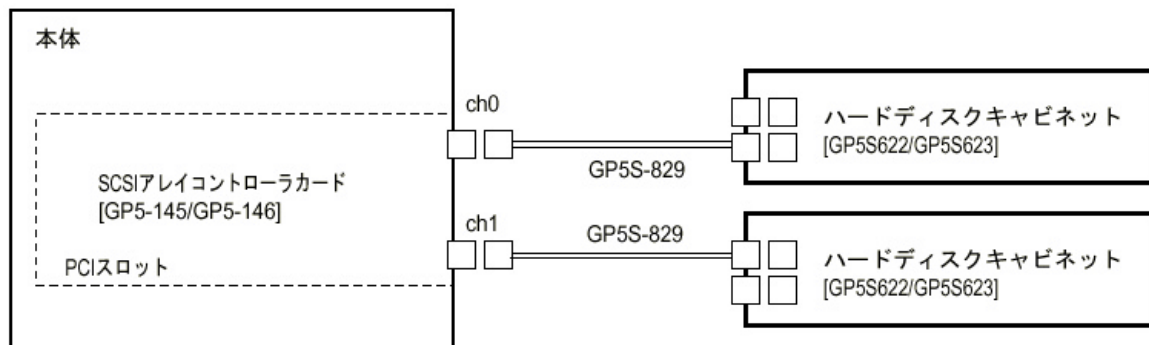 本体
SCSIアレイコントローラカード
[GP5-145/GP5-146]
PCIスロット
ch0
GP5S-829
ハードディスクキャビネット
[GP5S622/GP5S623]
ch1
GP5S-829
ハードディスクキャビネット
[GP5S622/GP5S623]